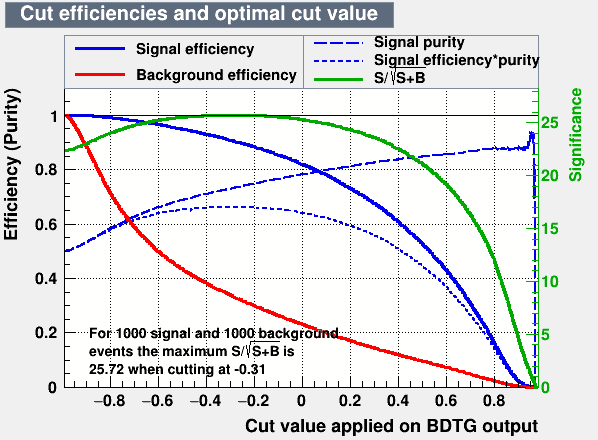 Cut efficiencies and optimal cut value
Signal efficiency
Background efficiency
Signal purity
Signal efficiency*purity
S/√S+B
Efficiency (Purity)
1
0.8
0.6
0.4
0.2
0
25
20
15
10
5
0
Significance
For 1000 signal and 1000 background
events the maximum S/√S+B is
25.72 when cutting at -0.31
−0.8 −0.6 −0.4 −0.2 0 0.2 0.4 0.6 0.8
Cut value applied on BDTG output